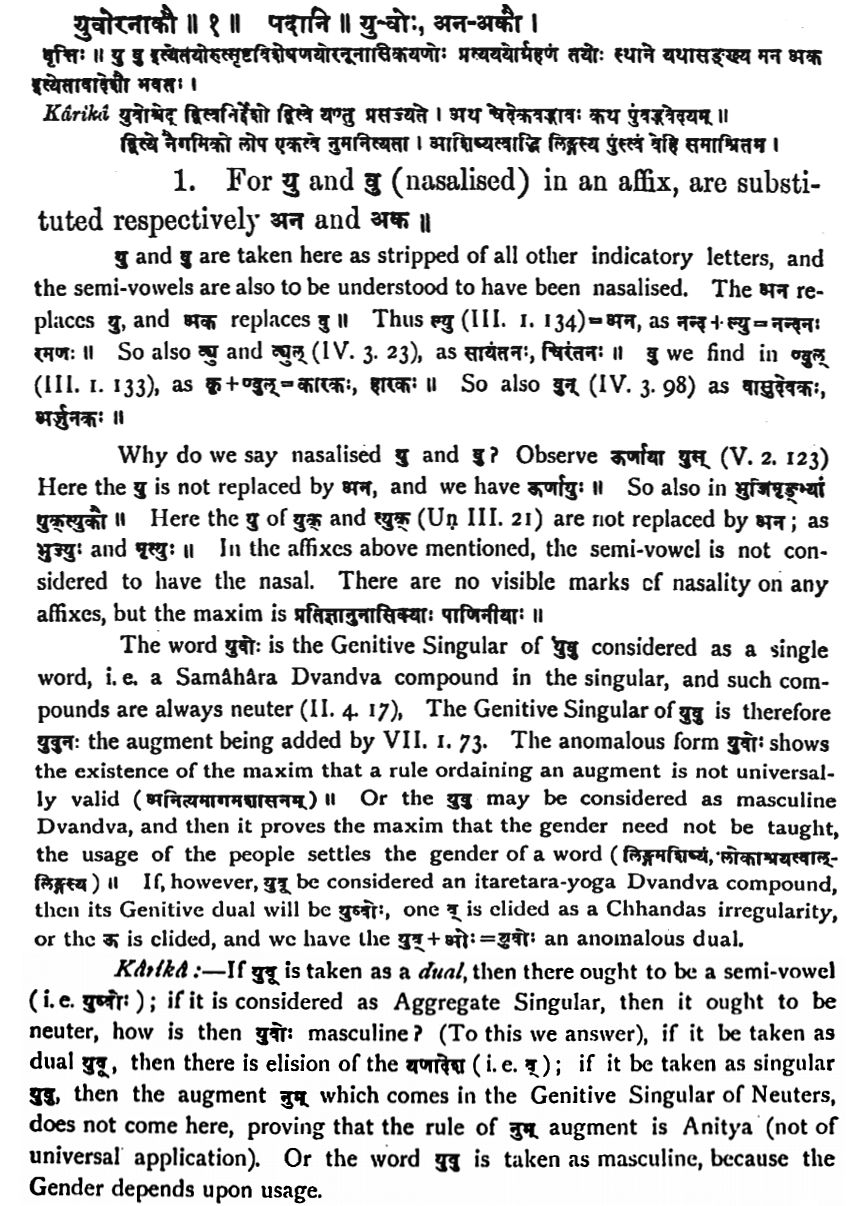 युवोरनाकौ ॥ १ ॥ पदानि ॥ यु-वोः, अन-अकौ ।
वृत्तिः ॥ यु वु इत्येतयोरुत्सृष्टविशेषणयोरनूनासिकयणोः प्रत्यययोर्ग्रहणं तयोः स्थाने यथासङ्ख्यं मन अक
इत्येतावादेशौ भवतः ।
Kârikâ युवोश्चेद् द्वित्वनिर्देशो द्वित्वे यण्तु प्रसज्यते । अथ चेदेकवद्भावः कथ पुंवद्भवेदयम् ॥
द्वित्वे नैगमिको लोप एकत्वे नुमनित्यता । आशिष्यत्वाद्धि लिङ्गस्य पुंस्त्वं वेहि समाश्रितम ।
1. For यु and वु (nasalised) in an affix, are substi-
tuted respectively अन and अक ॥
यु and वु are taken here as stripped of all other indicatory letters, and
the semi-vowels are also to be understood to have been nasalised. The अन re-
places यु, and अक replaces वु ॥ Thus ल्यु (III. 1. 134)=अन, as नन्द+ल्यु=नन्दनः
रमणः ॥ So also ट्यु and ट्युल् (IV. 3. 23), as सायंतनः, चिरंतनः ॥ वु we find in ण्वुल्
(III. 1. 133), as कृ+ण्वुल्=कारकः, हारकः ॥ So also वुन् (IV. 3. 98) as वासुदेवकः,
अर्जुनकः ॥
Why do we say nasalised यु and वु? Observe ऊर्णाया युस् (V. 2. 123)
Here the यु is not replaced by अन, and we have ऊर्णायुः ॥ So also in भुजिमृङ्भ्यां
युक्त्युकौ ॥ Here the यु of युक् and त्युक् (Uṇ III. 21) are not replaced by अन; as
भुज्युः and मृत्युः ॥ In the affixes above mentioned, the semi-vowel is not con-
sidered to have the nasal. There are no visible marks of nasality on any
affixes, but the maxim is प्रतिज्ञानुनासिक्याः पाणिनीयाः ॥
The word युवोः is the Genitive Singular of युवु considered as a single
word, i.e. a Samâhâra Dvandva compound in the singular, and such com-
pounds are always neuter (II. 4. 17), The Genitive Singular of युवु is therefore
युवुनः the augment being added by VII. 1. 73. The anomalous form युवोः shows
the existence of the maxim that a rule ordaining an augment is not universal-
ly valid (अनित्यमागमशासनम्) ॥ Or the युवु may be considered as masculine
Dvandva, and then it proves the maxim that the gender need not be taught,
the usage of the people settles the gender of a word (लिङ्गमशिष्यं, लोकाश्रयत्वाल्-
लिङ्गस्य) ॥ If, however, युवू be considered an itaretara-yoga Dvandva compound,
then its Genitive dual will be युव्वोः, one व् is elided as a Chhandas irregularity,
or the ऊ is elided, and we have the युव्+ओः=युवोः an anomalous dual.
Kârikâ:—If युवू is taken as a dual, then there ought to be a semi-vowel
(i.e. युव्वोः); if it is considered as Aggregate Singular, then it ought to be
neuter, how is then युवोः masculine? (To this we answer), if it be taken as
dual युवू, then there is elision of the यणादेश (i.e. व्); if it be taken as singular
युवु, then the augment नुम् which comes in the Genitive Singular of Neuters,
does not come here, proving that the rule of नुम् augment is Anitya (not of
universal application). Or the word युवु is taken as masculine, because the
Gender depends upon usage.